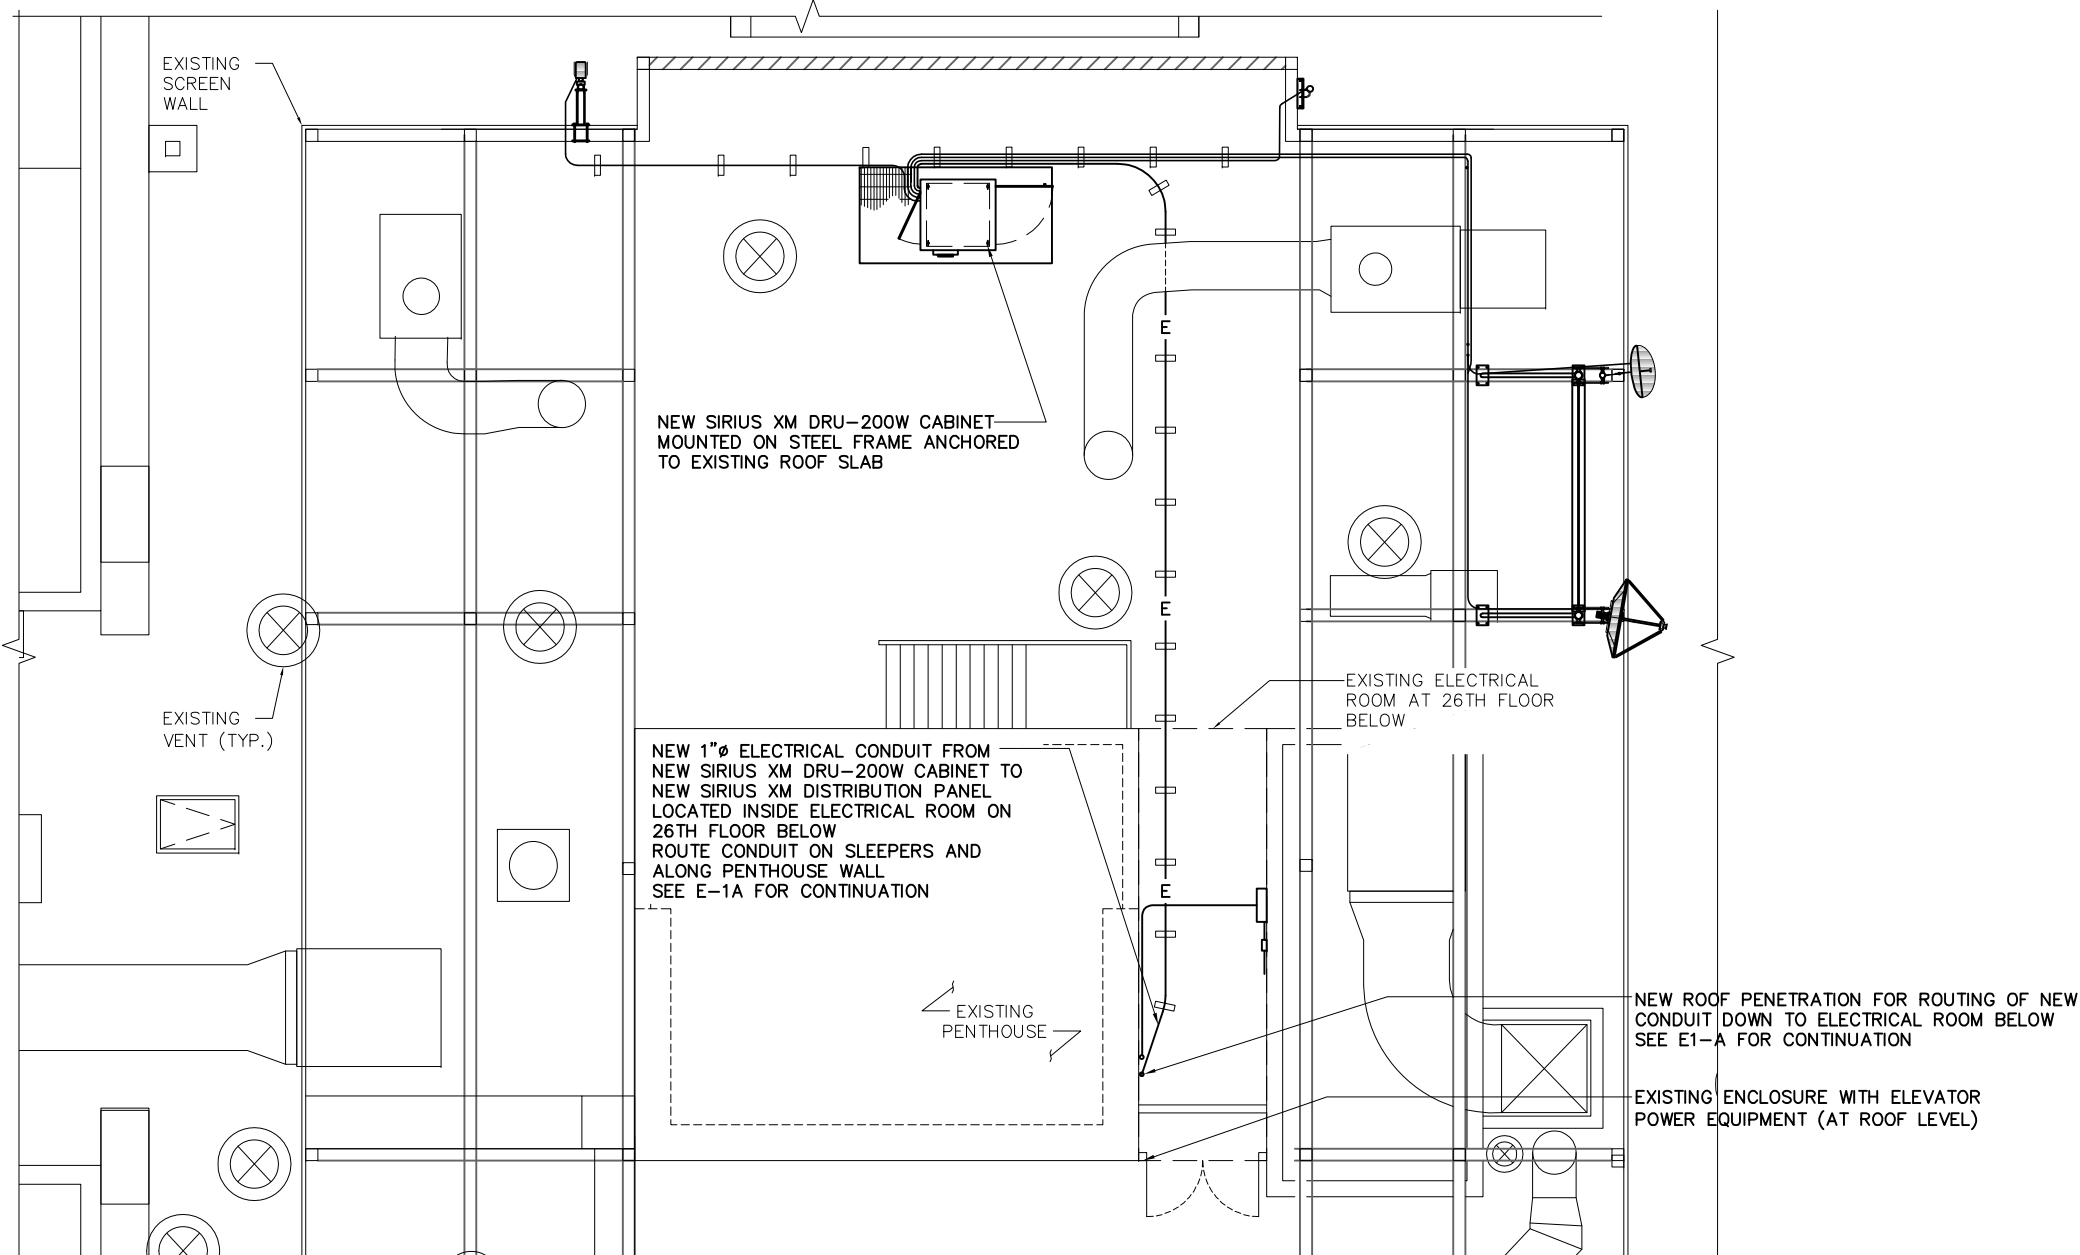 EXISTING
SCREEN
WALL
E
NEW SIRIUS XM DRU-200W CABINET
MOUNTED ON STEEL FRAME ANCHORED
TO EXISTING ROOF SLAB
E
EXISTING ELECTRICAL
ROOM AT 26TH FLOOR
BELOW
EXISTING
VENT (TYP.)
NEW 1"ø ELECTRICAL CONDUIT FROM
NEW SIRIUS XM DRU-200W CABINET TO
NEW SIRIUS XM DISTRIBUTION PANEL
LOCATED INSIDE ELECTRICAL ROOM ON
26TH FLOOR BELOW
ROUTE CONDUIT ON SLEEPERS AND
ALONG PENTHOUSE WALL
SEE E-1A FOR CONTINUATION
E
EXISTING
PENTHOUSE
NEW ROOF PENETRATION FOR ROUTING OF NEW
CONDUIT DOWN TO ELECTRICAL ROOM BELOW
SEE E1-A FOR CONTINUATION
EXISTING ENCLOSURE WITH ELEVATOR
POWER EQUIPMENT (AT ROOF LEVEL)